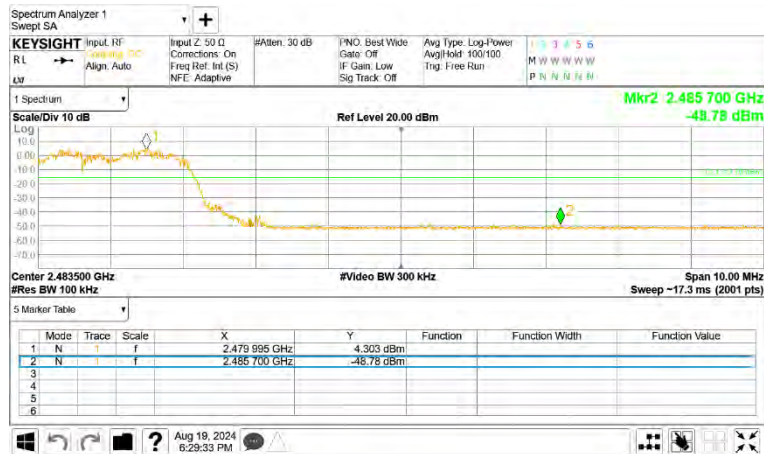 Spectrum Analyzer 1
Swept SA
+
KEYSIGHT Input: RF Input Z: 50 Ω #Atten: 30 dB PNO: Best Wide Avg Type: Log-Power 1 2 3 4 5 6
Corrections: On Gate: Off Avg|Hold: 100/100 M W W W W W
RL Align: Auto Freq Ref: Int (S) IF Gain: Low Trig: Free Run
NFE: Adaptive Sig Track: Off P N N N N N
1 Spectrum Mkr2 2.485 700 GHz
Scale/Div 10 dB Ref Level 20.00 dBm -48.78 dBm
Log
10.0
0.00
-10.0
-20.0
-30.0
-40.0
-50.0
-60.0
-70.0
1
2
Center 2.483500 GHz #Video BW 300 kHz Span 10.00 MHz
#Res BW 100 kHz Sweep ~17.3 ms (2001 pts)
5 Marker Table
Mode Trace Scale X Y Function Function Width Function Value
1 N 1 f 2.479 995 GHz 4.303 dBm
2 N 1 f 2.485 700 GHz -48.78 dBm
3
4
5
6
? Aug 19, 2024
6:29:33 PM